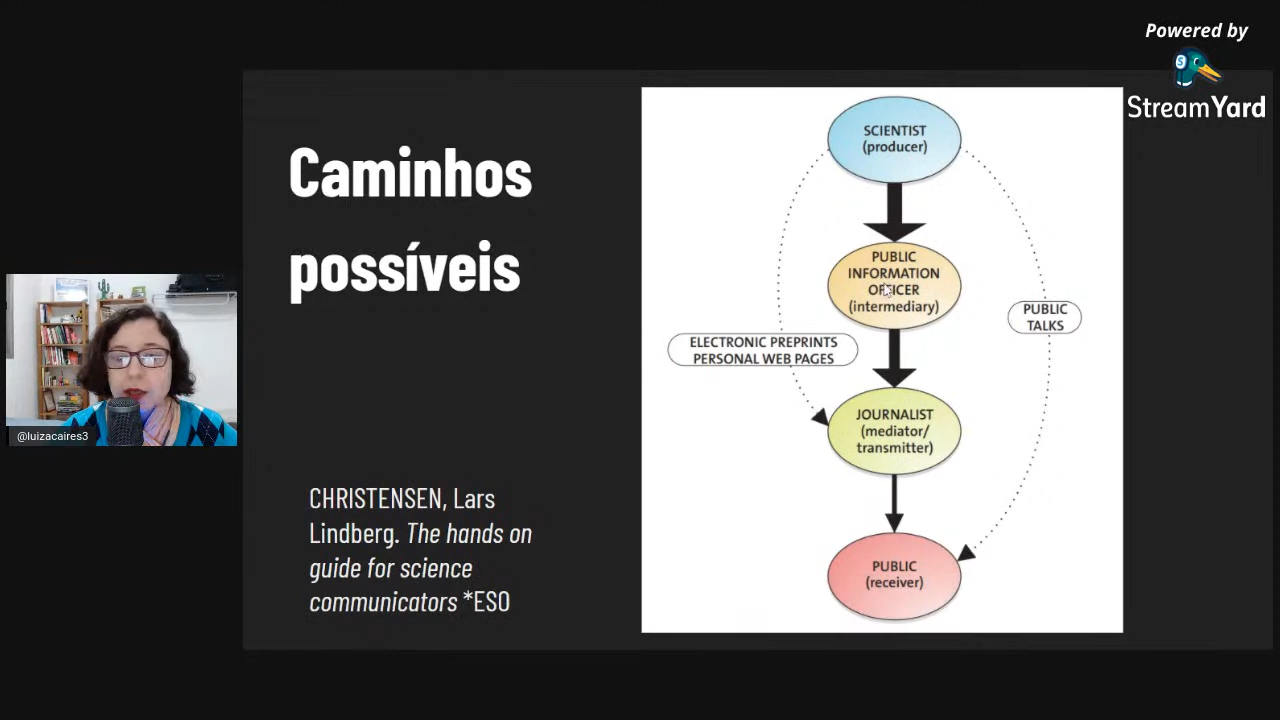 Powered by
StreamYard
Caminhos
possíveis
CHRISTENSEN, Lars
Lindberg. The hands on
guide for science
communicators *ESO
SCIENTIST
(producer)
PUBLIC
INFORMATION
OFFICER
(intermediary)
PUBLIC
TALKS
ELECTRONIC PREPRINTS
PERSONAL WEB PAGES
JOURNALIST
(mediator/
transmitter)
PUBLIC
(receiver)
@luizacaires3